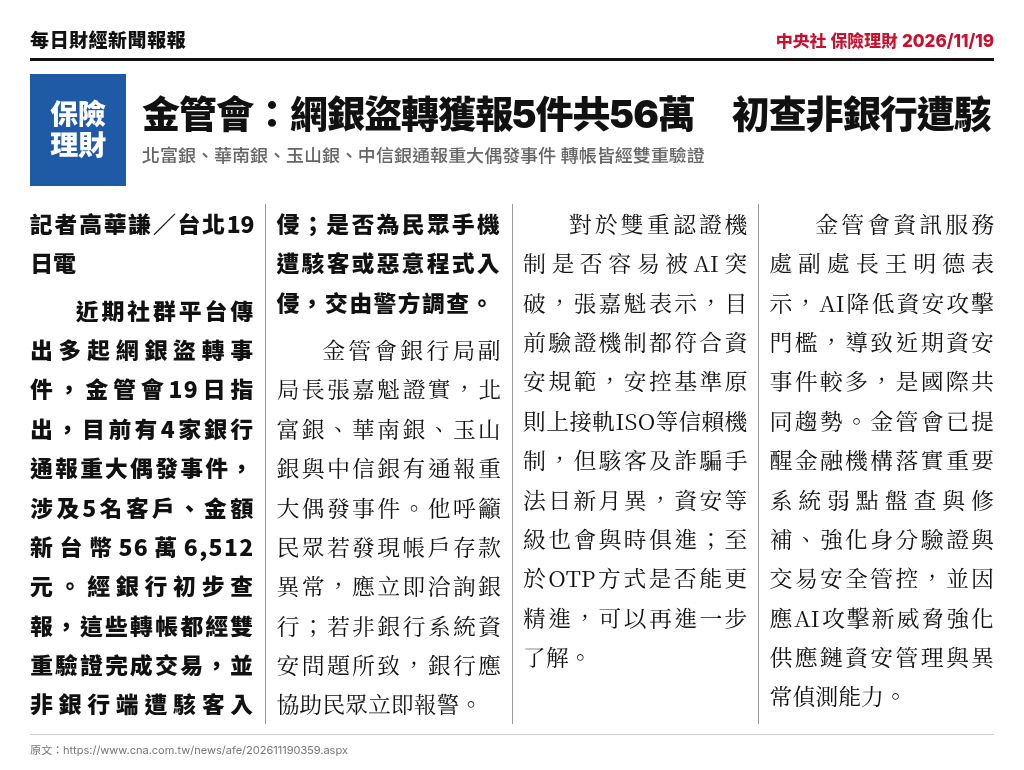 每日財經新聞報報
中央社 保險理財 2026/11/19
保險
理財
金管會：網銀盜轉獲報5件共56萬　初查非銀行遭駭
北富銀、華南銀、玉山銀、中信銀通報重大偶發事件 轉帳皆經雙重驗證
記者高華謙／台北19
日電
近期社群平台傳
出多起網銀盜轉事
件，金管會19日指
出，目前有4家銀行
通報重大偶發事件，
涉及5名客戶、金額
新台幣56萬6,512
元。經銀行初步查
報，這些轉帳都經雙
重驗證完成交易，並
非銀行端遭駭客入
侵；是否為民眾手機
遭駭客或惡意程式入
侵，交由警方調查。
金管會銀行局副
局長張嘉魁證實，北
富銀、華南銀、玉山
銀與中信銀有通報重
大偶發事件。他呼籲
民眾若發現帳戶存款
異常，應立即洽詢銀
行；若非銀行系統資
安問題所致，銀行應
協助民眾立即報警。
對於雙重認證機
制是否容易被AI突
破，張嘉魁表示，目
前驗證機制都符合資
安規範，安控基準原
則上接軌ISO等信賴機
制，但駭客及詐騙手
法日新月異，資安等
級也會與時俱進；至
於OTP方式是否能更
精進，可以再進一步
了解。
金管會資訊服務
處副處長王明德表
示，AI降低資安攻擊
門檻，導致近期資安
事件較多，是國際共
同趨勢。金管會已提
醒金融機構落實重要
系統弱點盤查與修
補、強化身分驗證與
交易安全管控，並因
應AI攻擊新威脅強化
供應鏈資安管理與異
常偵測能力。
原文：https://www.cna.com.tw/news/afe/202611190359.aspx